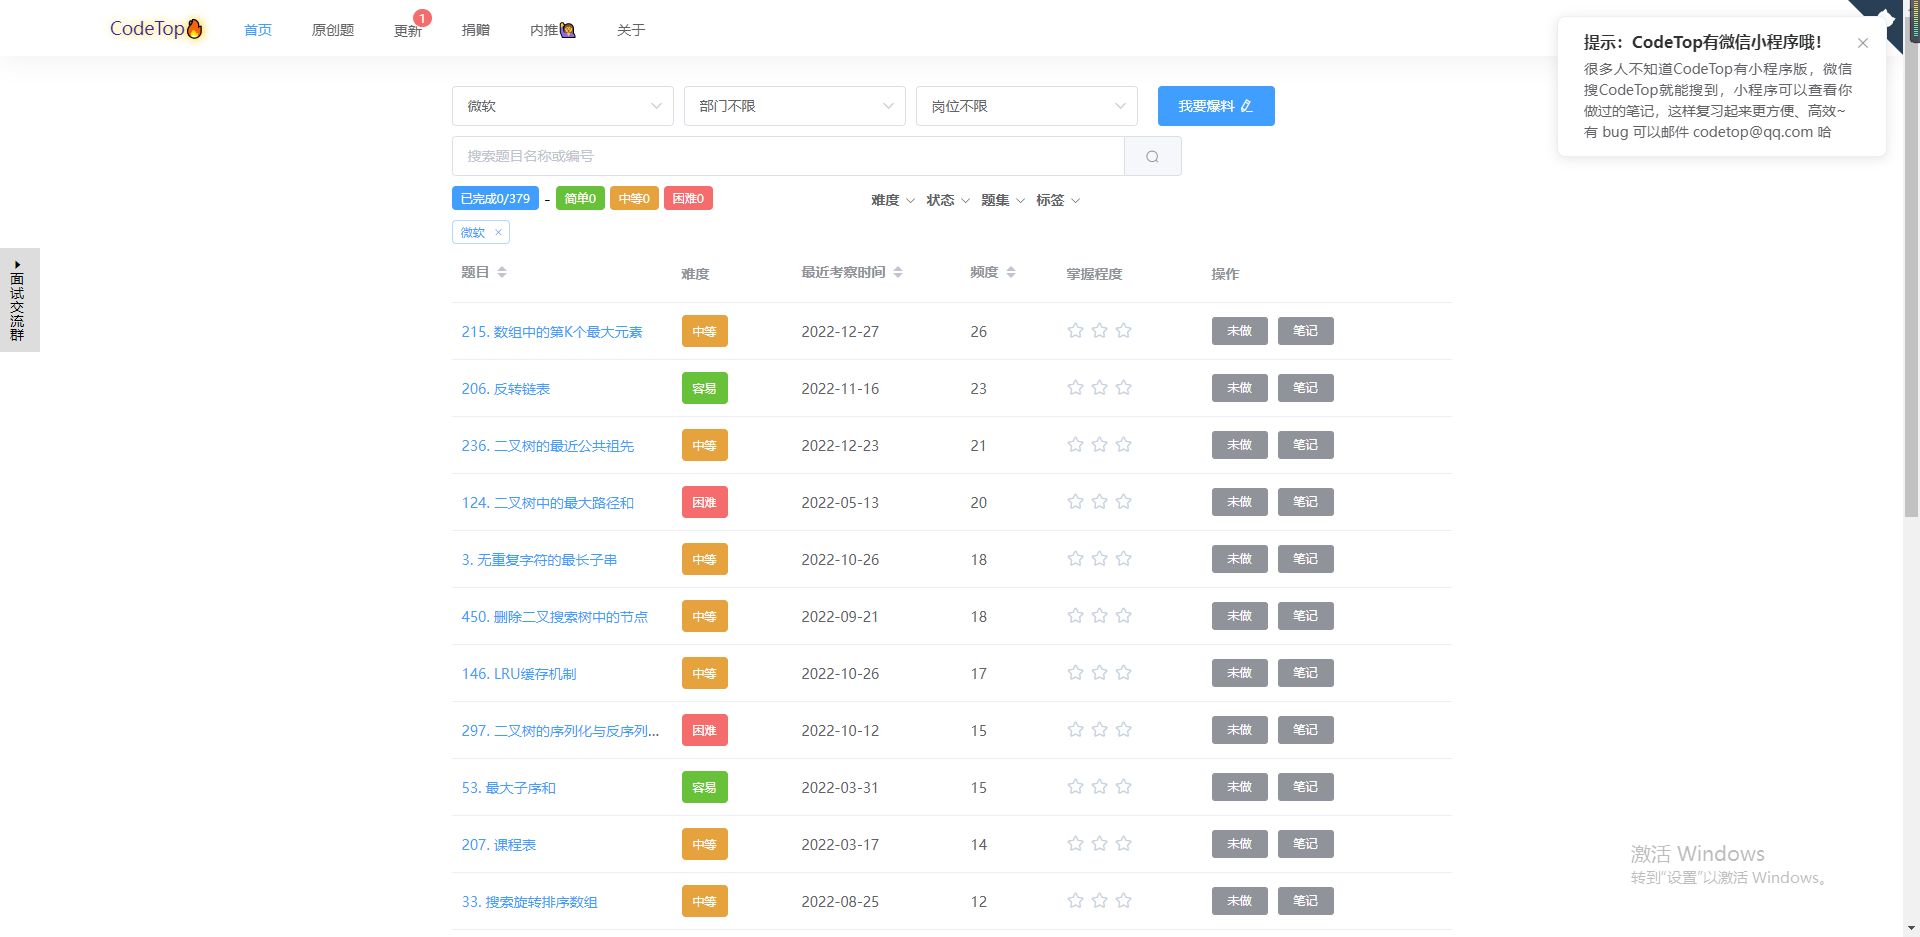 CodeTop
首页
原创题
更新
1
捐赠
内推
关于
提示：CodeTop有微信小程序哦！
很多人不知道CodeTop有小程序版，微信
搜CodeTop就能搜到，小程序可以查看你
做过的笔记，这样复习起来更方便、高效~
有 bug 可以邮件 codetop@qq.com 哈
微软
部门不限
岗位不限
我要爆料
搜索题目名称或编号
已完成0/379 - 简单0 中等0 困难0
难度 状态 题集 标签
微软 ×
面试交流群
题目 难度 最近考察时间 频度 掌握程度 操作
215. 数组中的第K个最大元素 中等 2022-12-27 26 未做 笔记
206. 反转链表 容易 2022-11-16 23 未做 笔记
236. 二叉树的最近公共祖先 中等 2022-12-23 21 未做 笔记
124. 二叉树中的最大路径和 困难 2022-05-13 20 未做 笔记
3. 无重复字符的最长子串 中等 2022-10-26 18 未做 笔记
450. 删除二叉搜索树中的节点 中等 2022-09-21 18 未做 笔记
146. LRU缓存机制 中等 2022-10-26 17 未做 笔记
297. 二叉树的序列化与反序列... 困难 2022-10-12 15 未做 笔记
53. 最大子序和 容易 2022-03-31 15 未做 笔记
207. 课程表 中等 2022-03-17 14 未做 笔记
33. 搜索旋转排序数组 中等 2022-08-25 12 未做 笔记
激活 Windows
转到“设置”以激活 Windows。